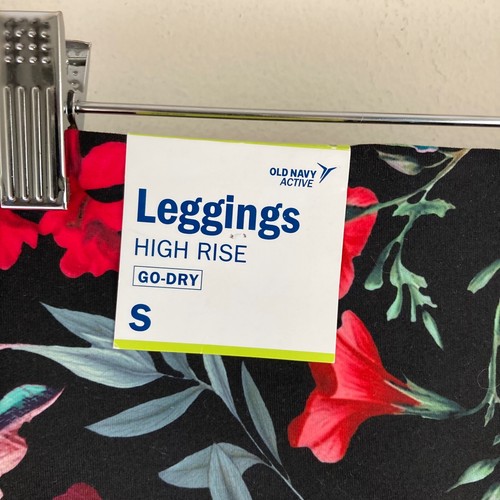 OLD NAVY
ACTIVE
Leggings
HIGH RISE
GO-DRY
S